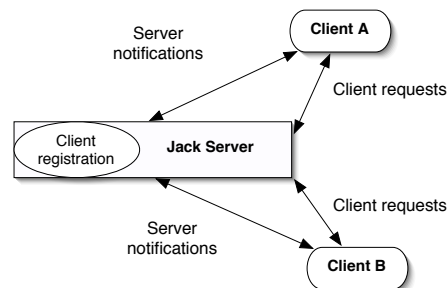 Server
notifications
Client A
Client requests
Client
registration
Jack Server
Client requests
Server
notifications
Client B